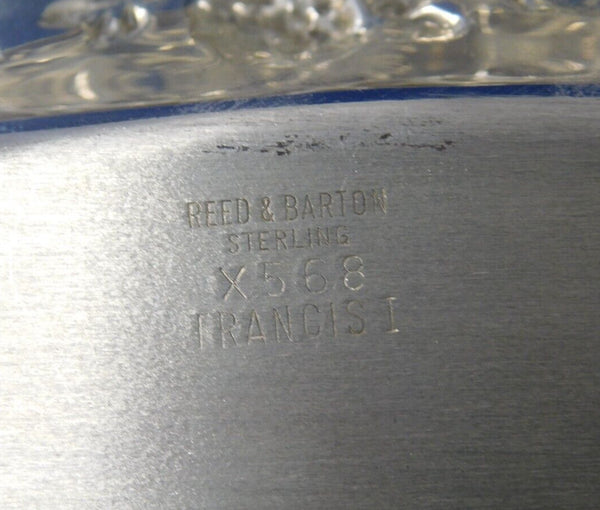 REED & BARTON
STERLING
X568
FRANCIS I